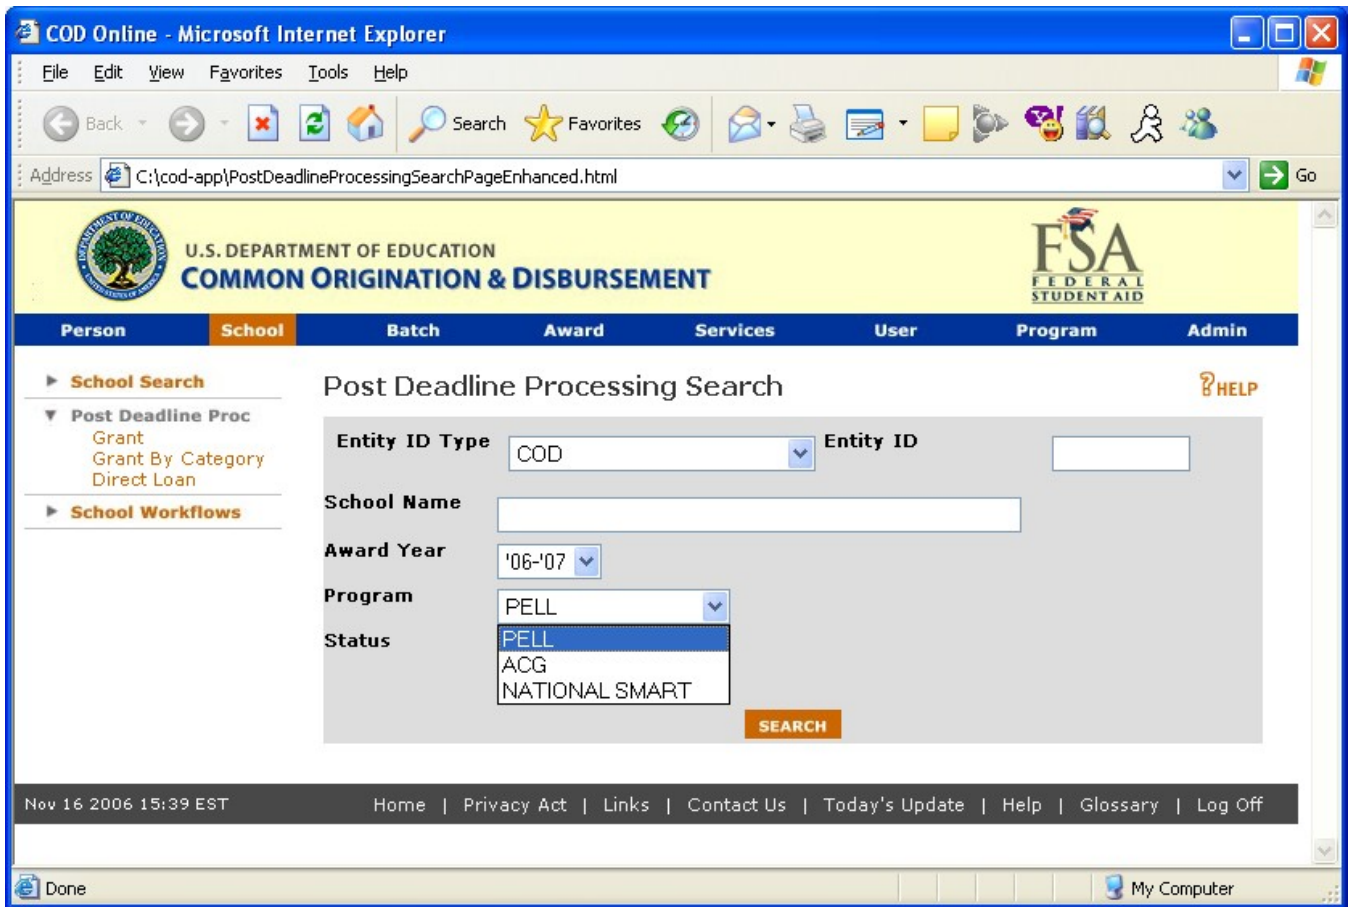 COD Online - Microsoft Internet Explorer
File Edit View Favorites Tools Help
Back Search Favorites
Address C:\cod-app\PostDeadlineProcessingSearchPageEnhanced.html Go
U.S. DEPARTMENT OF EDUCATION
COMMON ORIGINATION & DISBURSEMENT
FSA
FEDERAL
STUDENT AID
Person School Batch Award Services User Program Admin
School Search
Post Deadline Proc
Grant
Grant By Category
Direct Loan
School Workflows
Post Deadline Processing Search
HELP
Entity ID Type COD Entity ID
School Name
Award Year '06-'07
Program PELL
Status PELL
ACG
NATIONAL SMART
SEARCH
Nov 16 2006 15:39 EST Home | Privacy Act | Links | Contact Us | Today's Update | Help | Glossary | Log Off
Done My Computer